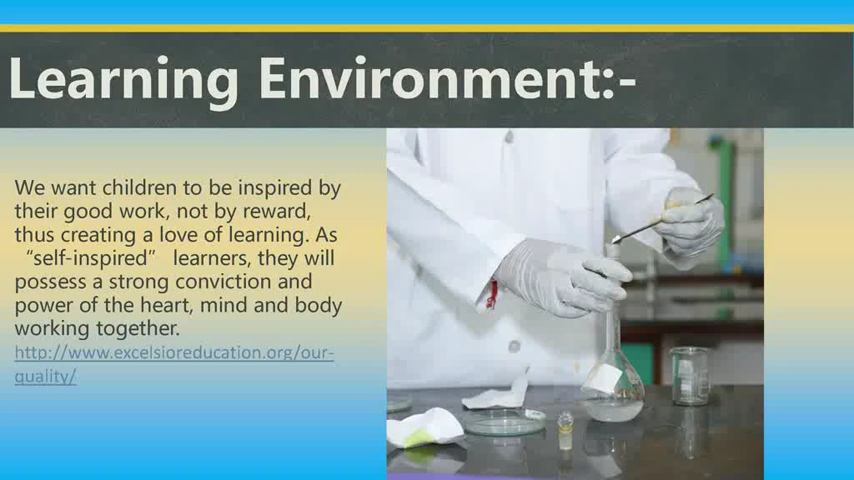 Learning Environment:-
We want children to be inspired by
their good work, not by reward,
thus creating a love of learning. As
“self-inspired” learners, they will
possess a strong conviction and
power of the heart, mind and body
working together.
http://www.excelsioreducation.org/our-
quality/